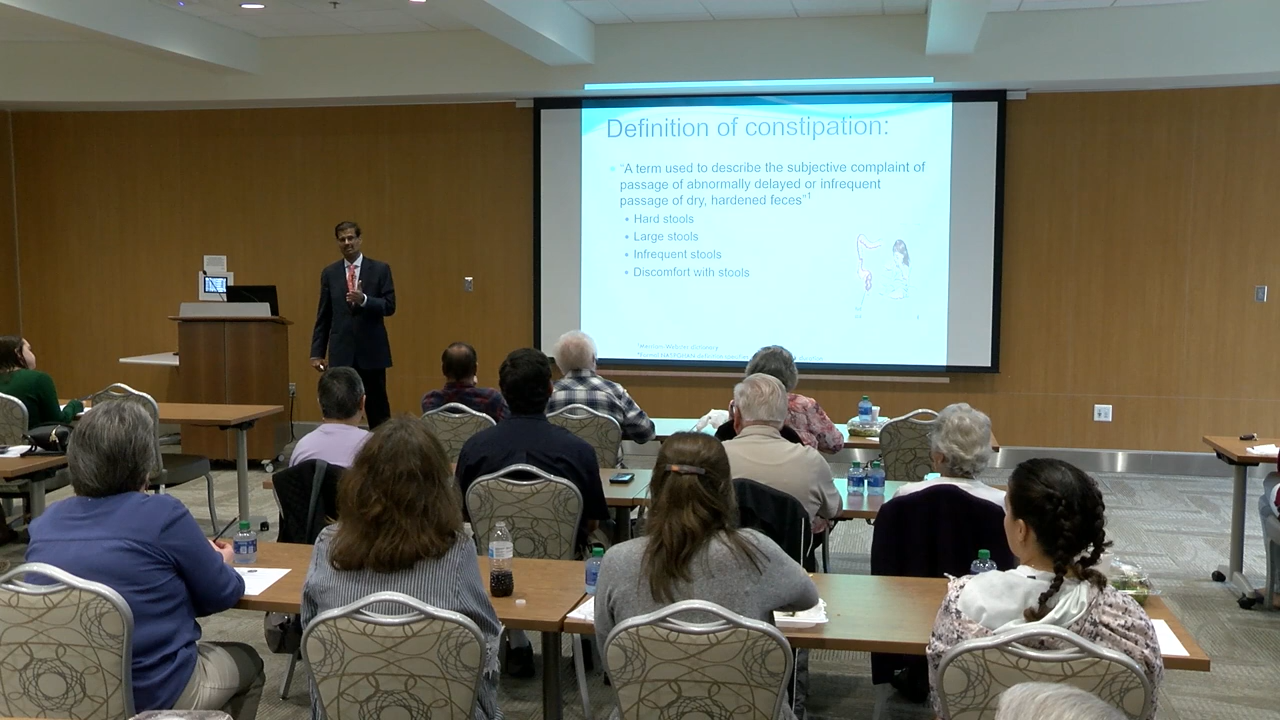 Definition of constipation:
“A term used to describe the subjective complaint of
passage of abnormally delayed or infrequent
passage of dry, hardened feces”1
• Hard stools
• Large stools
• Infrequent stools
• Discomfort with stools